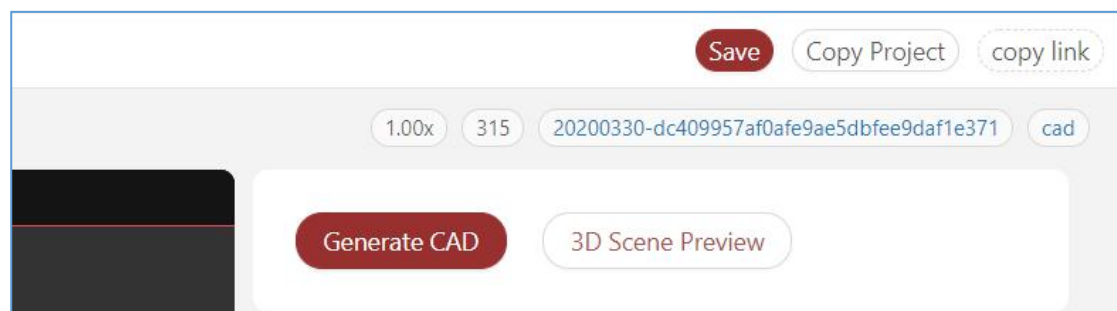 Save Copy Project copy link
1.00x 315 20200330-dc409957af0afe9ae5dbfee9daf1e371 cad
Generate CAD 3D Scene Preview